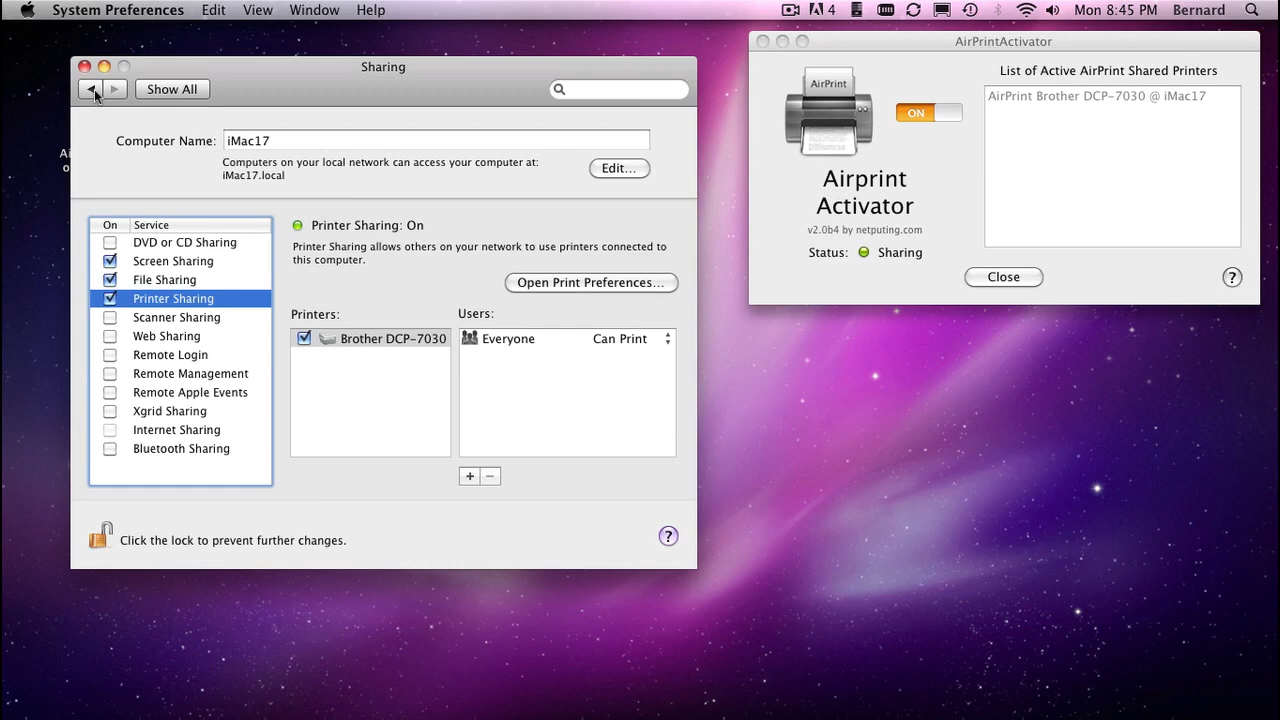 System Preferences Edit View Window Help
4 Mon 8:45 PM Bernard
Sharing
Show All
Computer Name: iMac17
Computers on your local network can access your computer at:
iMac17.local
Edit...
On Service
DVD or CD Sharing
Screen Sharing
File Sharing
Printer Sharing
Scanner Sharing
Web Sharing
Remote Login
Remote Management
Remote Apple Events
Xgrid Sharing
Internet Sharing
Bluetooth Sharing
Printer Sharing: On
Printer Sharing allows others on your network to use printers connected to
this computer.
Open Print Preferences...
Printers:
Brother DCP-7030
Users:
Everyone Can Print
+ −
Click the lock to prevent further changes.
?
AirPrintActivator
AirPrint
ON
Airprint
Activator
v2.0b4 by netputing.com
Status: Sharing
List of Active AirPrint Shared Printers
AirPrint Brother DCP-7030 @ iMac17
Close
?